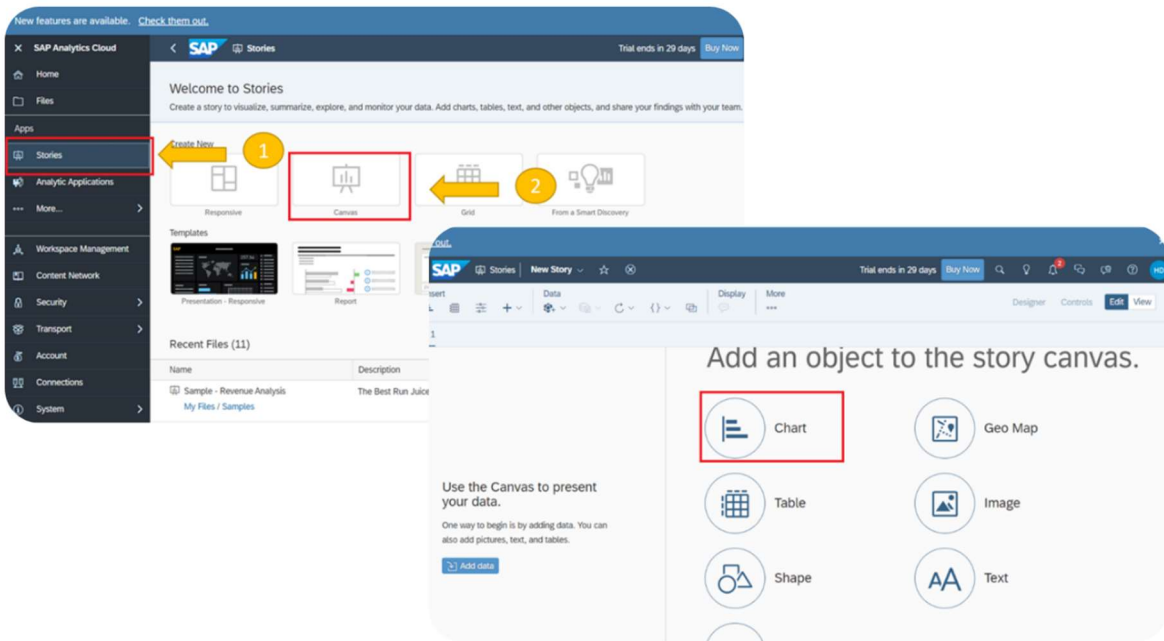 New features are available. Check them out.
SAP Analytics Cloud
SAP Stories
Trial ends in 29 days Buy Now
Home
Files
Apps
Stories
Analytic Applications
More...
Workspace Management
Content Network
Security
Transport
Account
Connections
System
Welcome to Stories
Create a story to visualize, summarize, explore, and monitor your data. Add charts, tables, text, and other objects, and share your findings with your team.
Create New
1
2
Responsive
Canvas
Grid
From a Smart Discovery
Templates
Presentation - Responsive
Report
Recent Files (11)
Name Description
Sample - Revenue Analysis The Best Run Juice
My Files / Samples
out.
SAP Stories New Story
Trial ends in 29 days Buy Now 2 HD
nsert Data Display More
Designer Controls Edit View
1
Use the Canvas to present
your data.
One way to begin is by adding data. You can
also add pictures, text, and tables.
Add data
Add an object to the story canvas.
Chart
Geo Map
Table
Image
Shape
AA Text